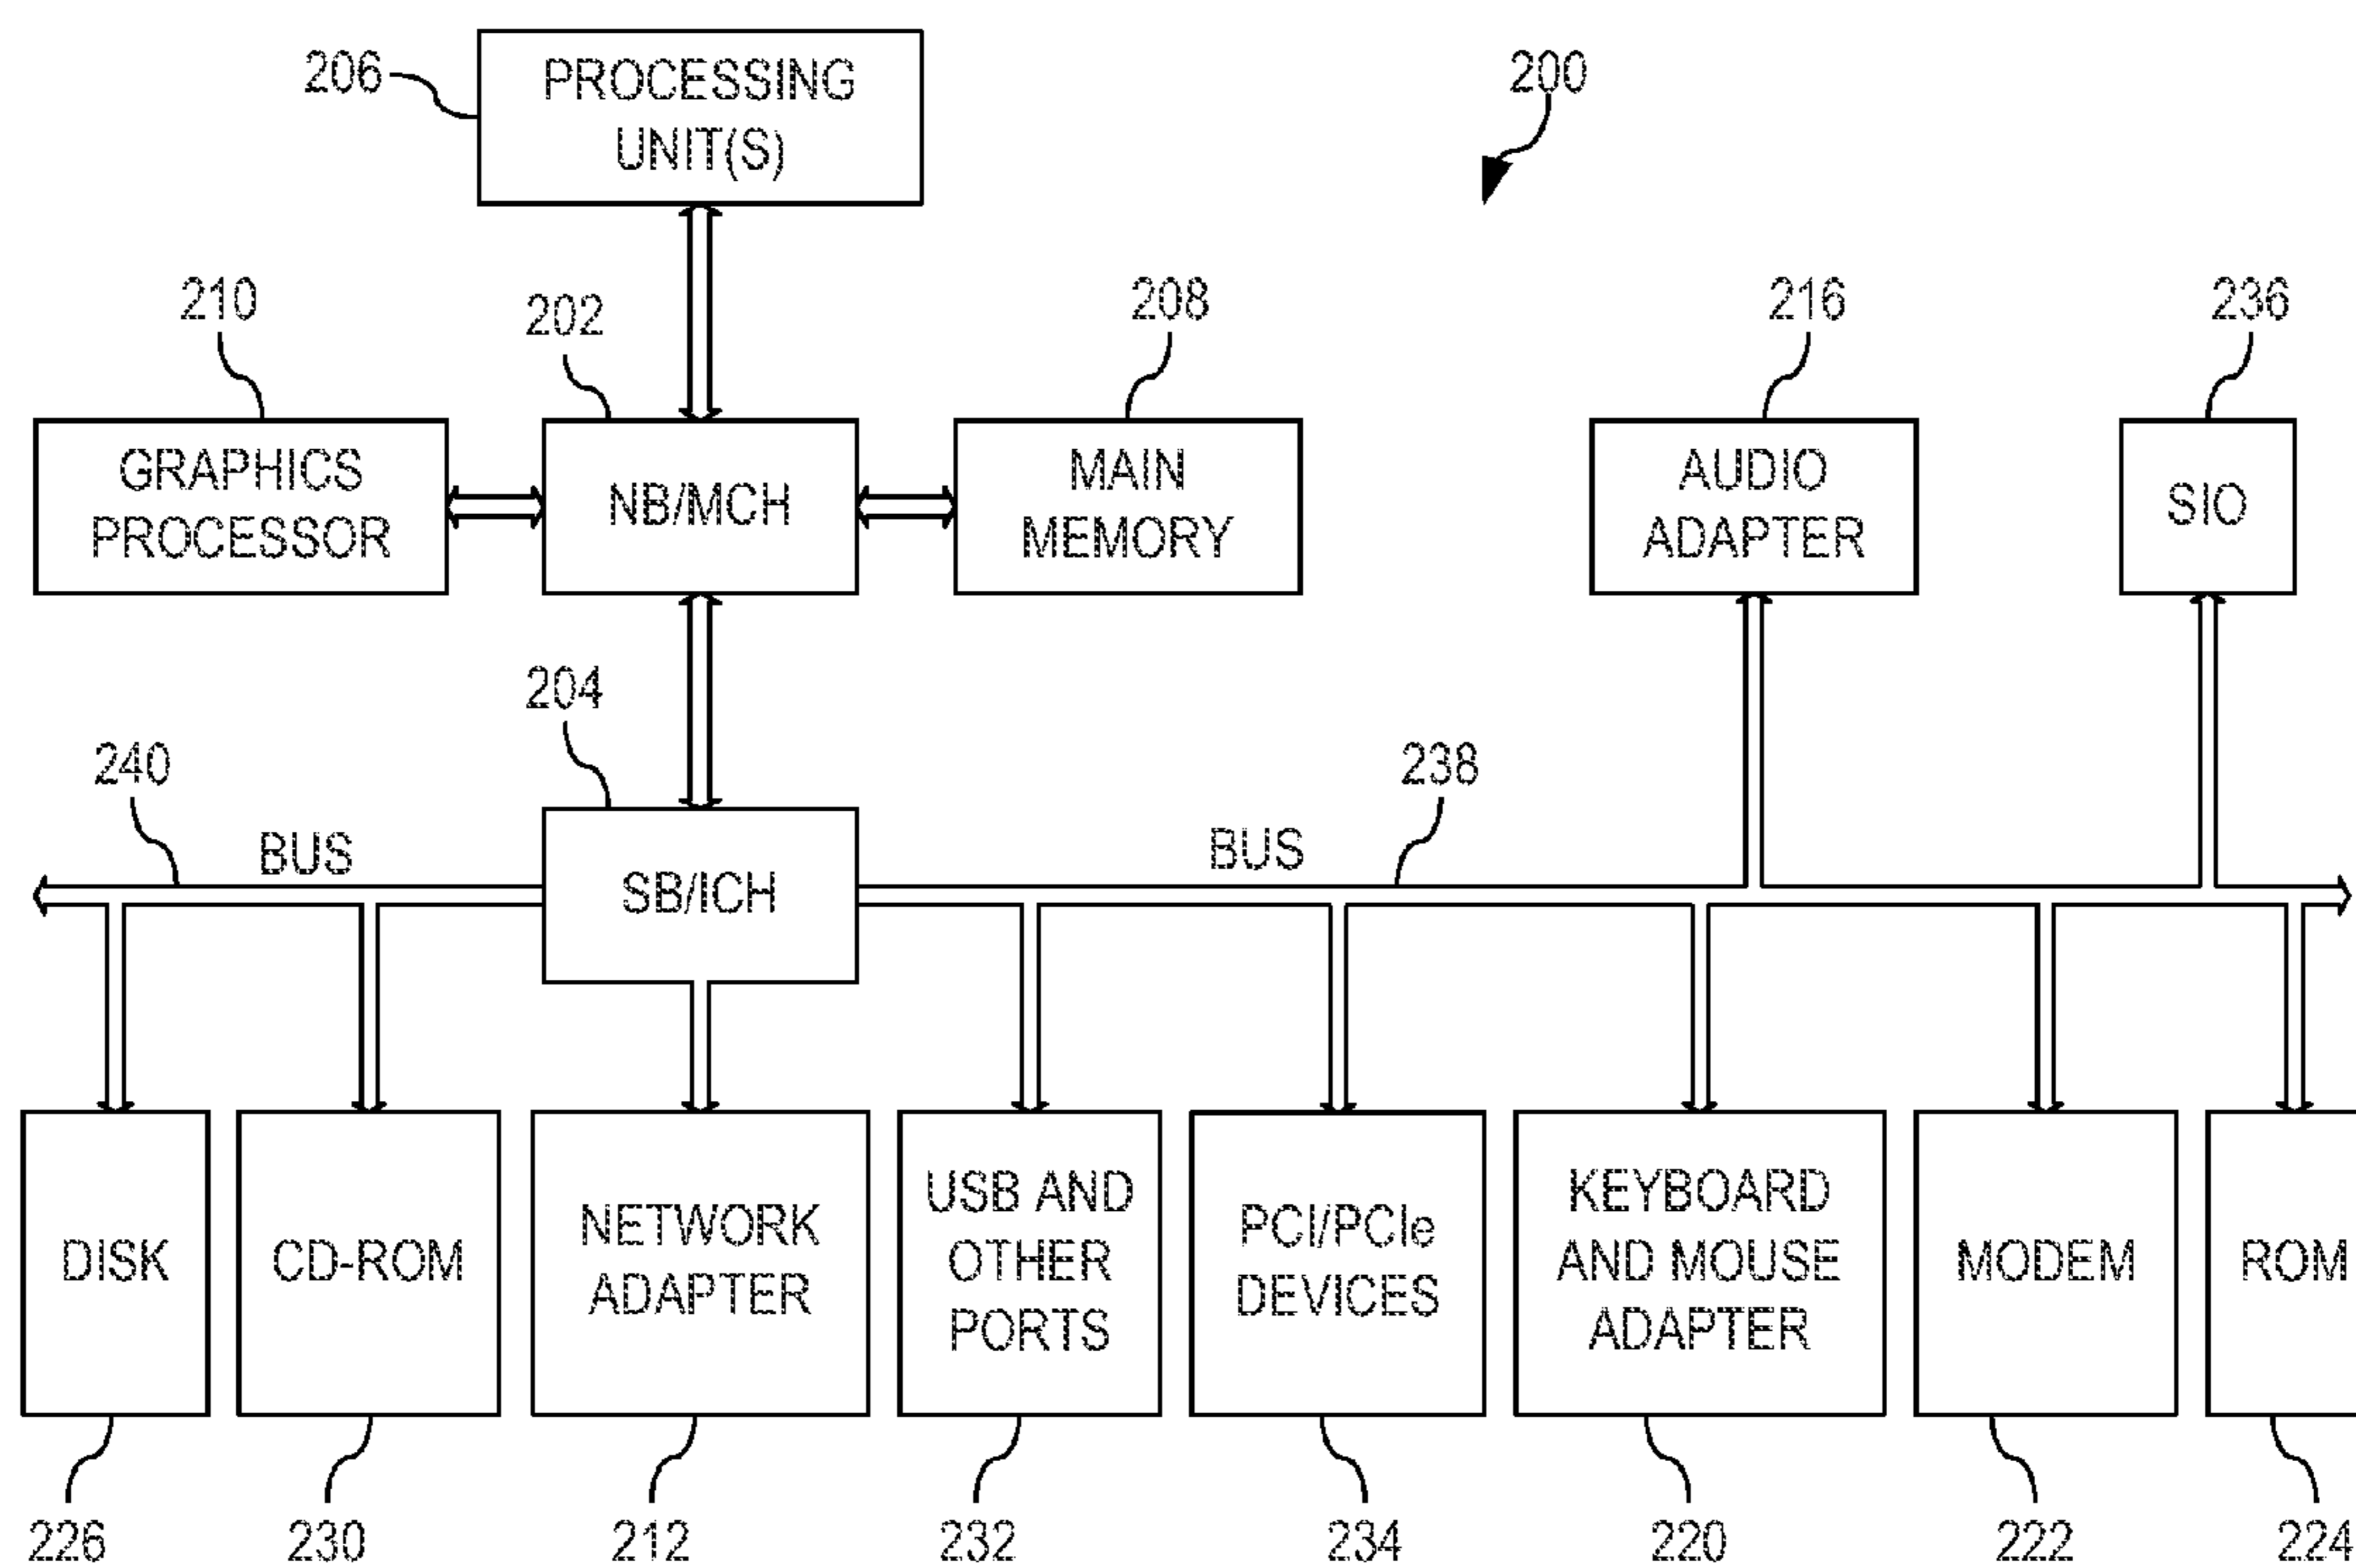 206
PROCESSING
UNIT(S)
200
210
202
208
216
236
GRAPHICS
PROCESSOR
NB/MCH
MAIN
MEMORY
AUDIO
ADAPTER
SIO
204
240
BUS
238
BUS
SB/ICH
DISK
CD-ROM
NETWORK
ADAPTER
USB AND
OTHER
PORTS
PCI/PCIe
DEVICES
KEYBOARD
AND MOUSE
ADAPTER
MODEM
ROM
226
230
212
232
234
220
222
224